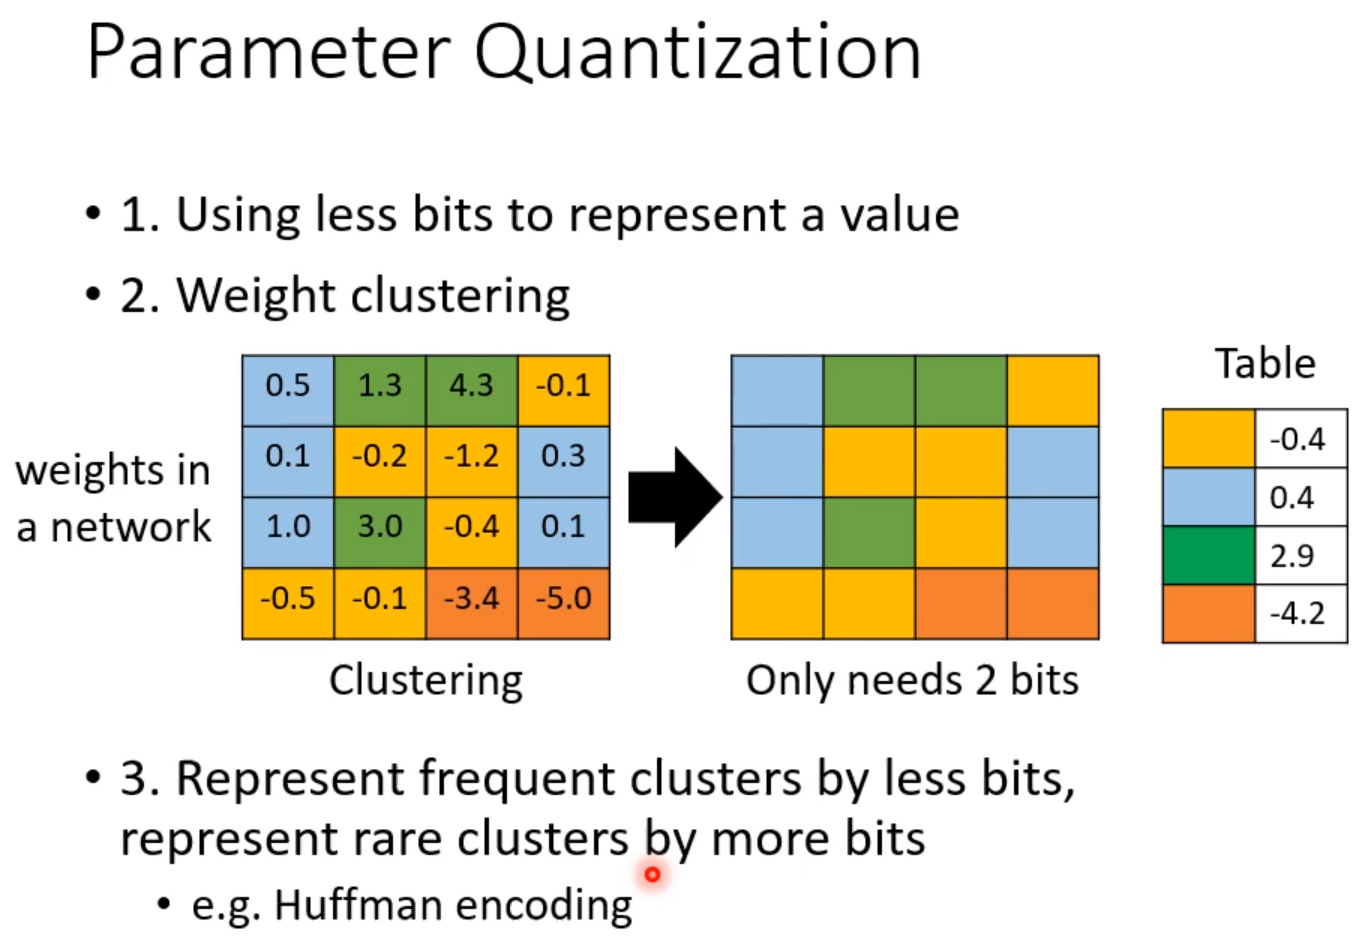 Parameter Quantization
• 1. Using less bits to represent a value
• 2. Weight clustering
weights in
a network
0.5 1.3 4.3 -0.1
0.1 -0.2 -1.2 0.3
1.0 3.0 -0.4 0.1
-0.5 -0.1 -3.4 -5.0
Clustering
Only needs 2 bits
Table
-0.4
0.4
2.9
-4.2
• 3. Represent frequent clusters by less bits,
represent rare clusters by more bits
• e.g. Huffman encoding